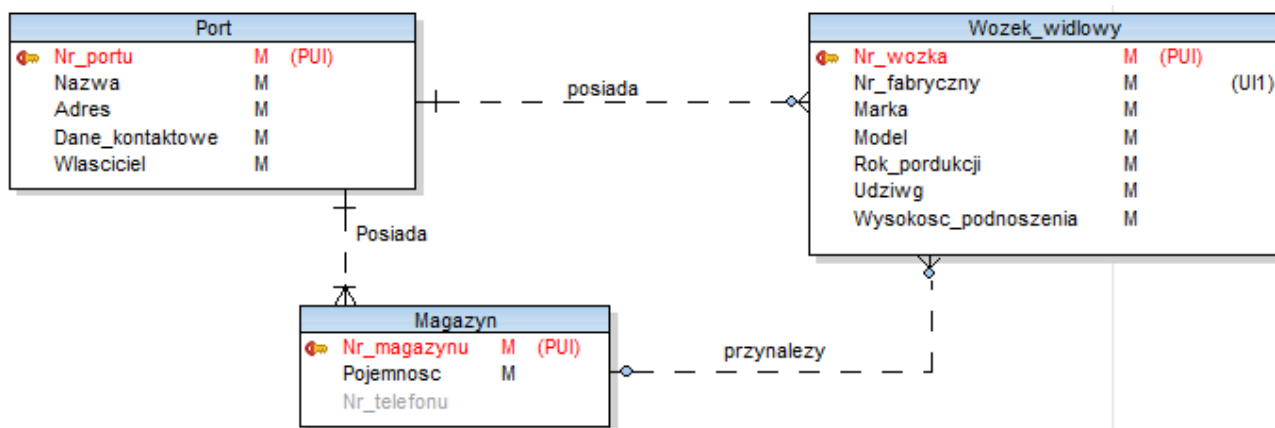 Port
Nr_portu M (PUI)
Nazwa M
Adres M
Dane_kontaktowe M
Wlasciciel M
posiada
Wozek_widlowy
Nr_wozka M (PUI)
Nr_fabryczny M (UI1)
Marka M
Model M
Rok_pordukcji M
Udziwg M
Wysokosc_podnoszenia M
Posiada
Magazyn
Nr_magazynu M (PUI)
Pojemnosc M
Nr_telefonu
przynalezy